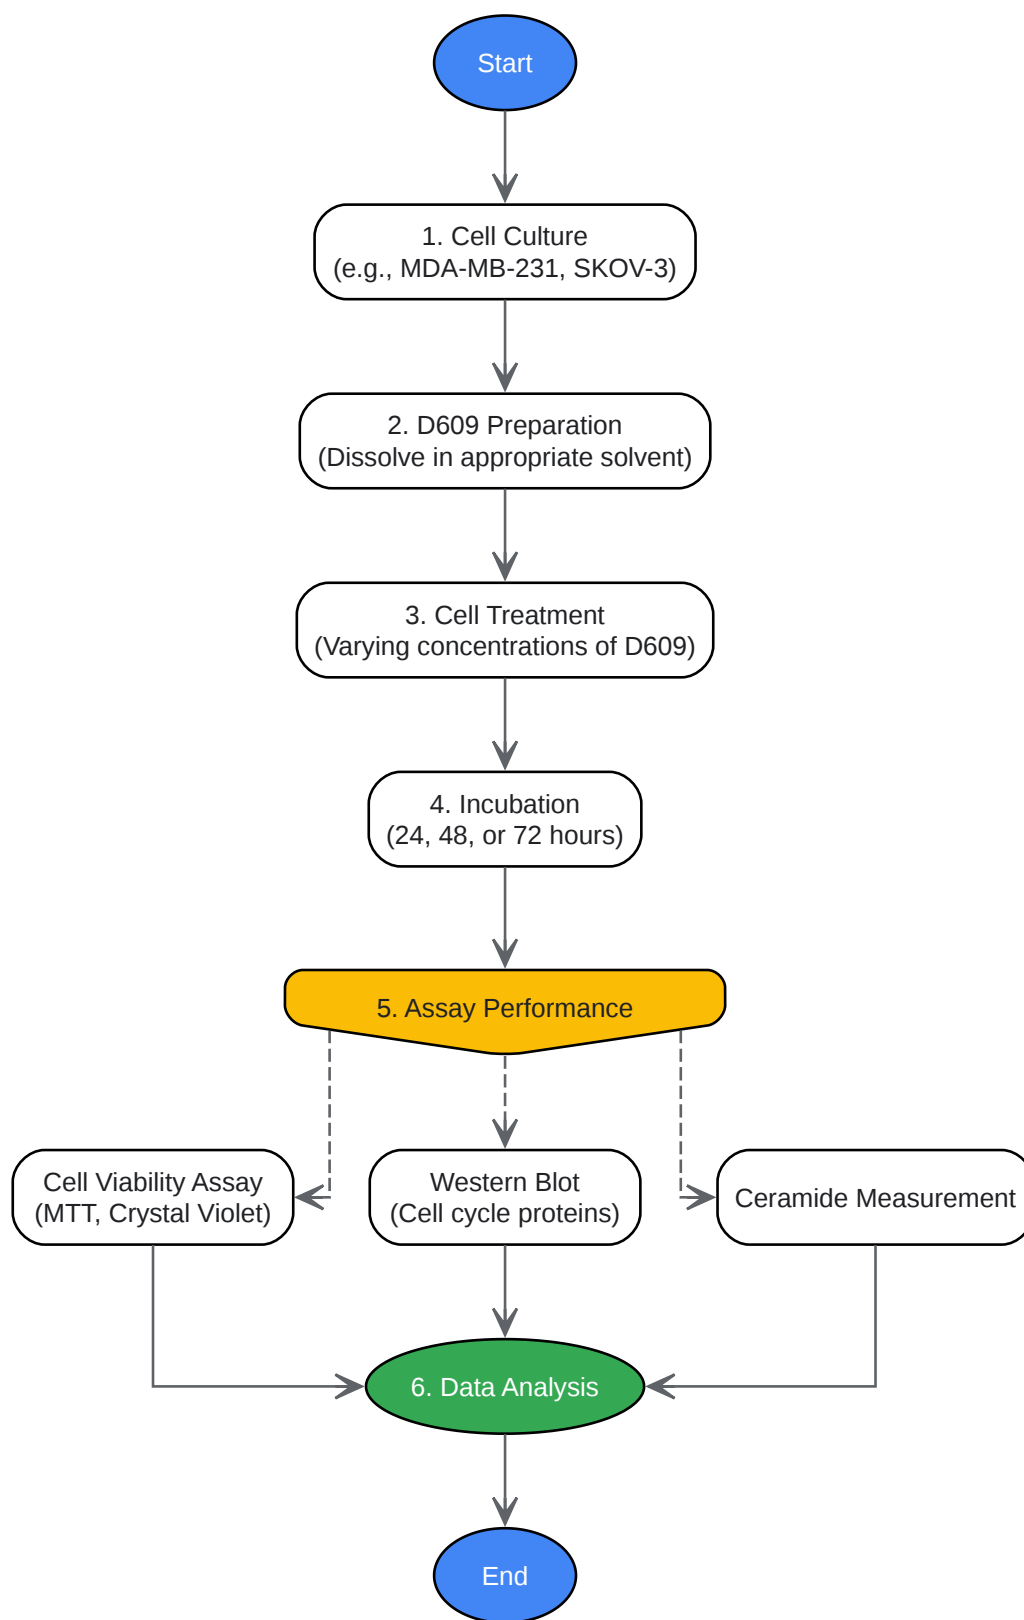 Start
1. Cell Culture
(e.g., MDA-MB-231, SKOV-3)
2. D609 Preparation
(Dissolve in appropriate solvent)
3. Cell Treatment
(Varying concentrations of D609)
4. Incubation
(24, 48, or 72 hours)
5. Assay Performance
Cell Viability Assay
(MTT, Crystal Violet)
Western Blot
(Cell cycle proteins)
Ceramide Measurement
6. Data Analysis
End